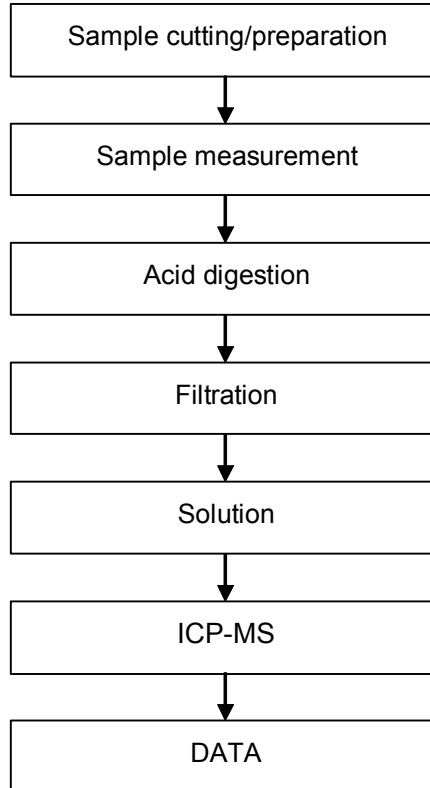 Sample cutting/preparation
Sample measurement
Acid digestion
Filtration
Solution
ICP-MS
DATA